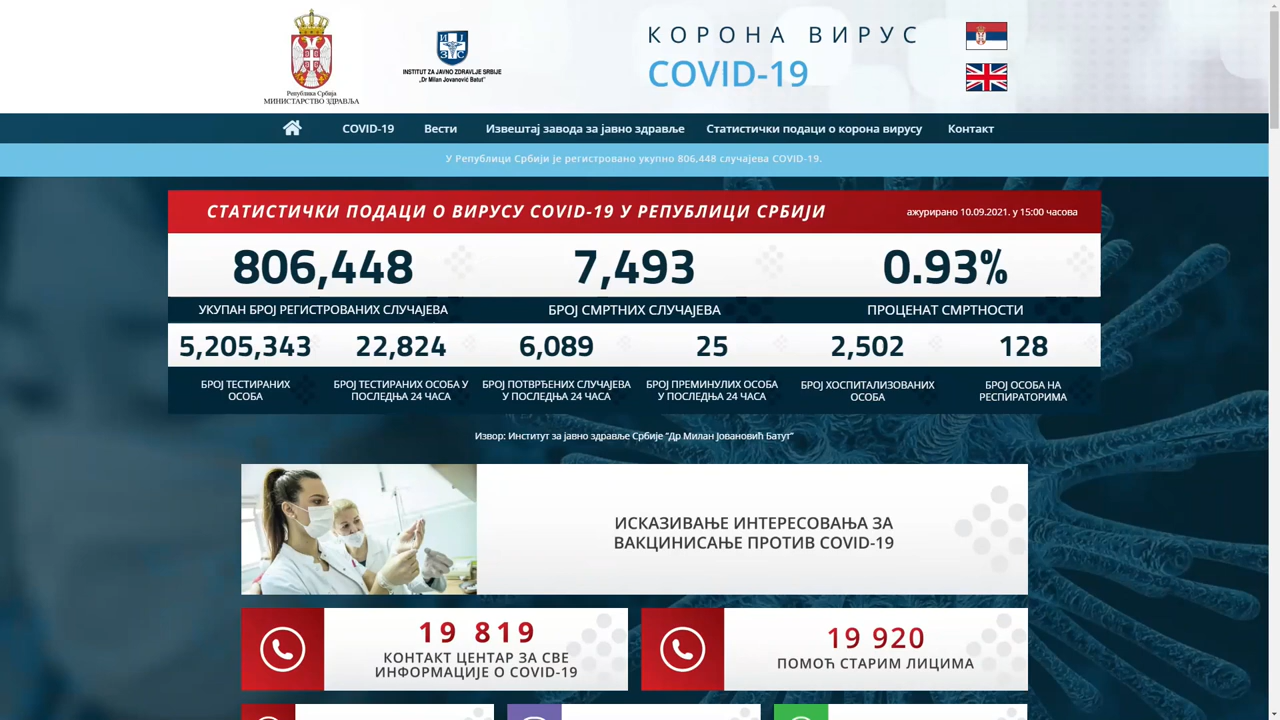 Република Србија
МИНИСТАРСТВО ЗДРАВЉА
ИЈЗС
INSTITUT ZA JAVNO ZDRAVLJE SRBIJE
„Dr Milan Jovanović Batut"
КОРОНА ВИРУС
COVID-19
COVID-19 Вести Извештај завода за јавно здравље Статистички подаци о корона вирусу Контакт
У Републици Србији је регистровано укупно 806,448 случајева COVID-19.
СТАТИСТИЧКИ ПОДАЦИ О ВИРУСУ COVID-19 У РЕПУБЛИЦИ СРБИЈИ
ажурирано 10.09.2021. у 15:00 часова
806,448 7,493 0.93%
УКУПАН БРОЈ РЕГИСТРОВАНИХ СЛУЧАЈЕВА БРОЈ СМРТНИХ СЛУЧАЈЕВА ПРОЦЕНАТ СМРТНОСТИ
5,205,343 22,824 6,089 25 2,502 128
БРОЈ ТЕСТИРАНИХ
ОСОБА
БРОЈ ТЕСТИРАНИХ ОСОБА У
ПОСЛЕДЊА 24 ЧАСА
БРОЈ ПОТВРЂЕНИХ СЛУЧАЈЕВА
У ПОСЛЕДЊА 24 ЧАСА
БРОЈ ПРЕМИНУЛИХ ОСОБА
У ПОСЛЕДЊА 24 ЧАСА
БРОЈ ХОСПИТАЛИЗОВАНИХ
ОСОБА
БРОЈ ОСОБА НА
РЕСПИРАТОРИМА
Извор: Институт за јавно здравље Србије "Др Милан Јовановић Батут"
ИСКАЗИВАЊЕ ИНТЕРЕСОВАЊА ЗА
ВАКЦИНИСАЊЕ ПРОТИВ COVID-19
19 819
КОНТАКТ ЦЕНТАР ЗА СВЕ
ИНФОРМАЦИЈЕ О COVID-19
19 920
ПОМОЋ СТАРИМ ЛИЦИМА